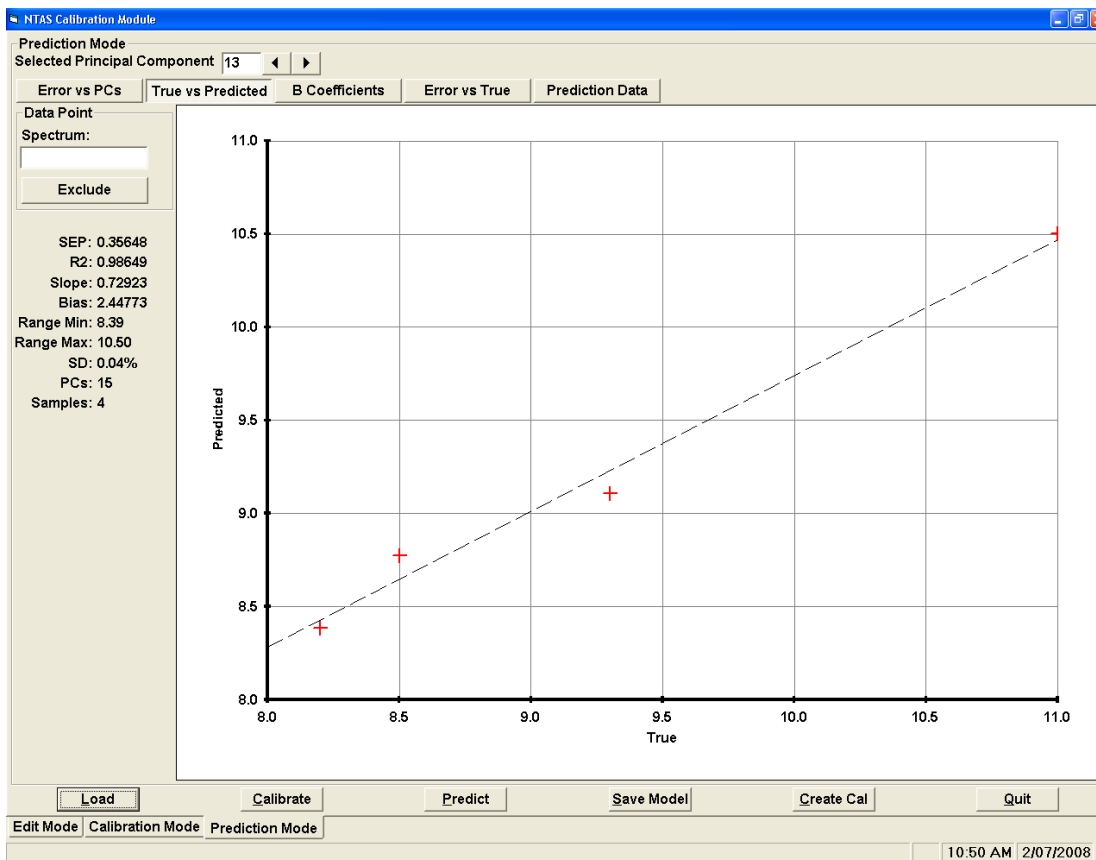 NTAS Calibration Module
Prediction Mode
Selected Principal Component 13
Error vs PCs True vs Predicted B Coefficients Error vs True Prediction Data
Data Point
Spectrum:
Exclude
SEP: 0.35648
R2: 0.98649
Slope: 0.72923
Bias: 2.44773
Range Min: 8.39
Range Max: 10.50
SD: 0.04%
PCs: 15
Samples: 4
11.0
10.5
10.0
9.5
9.0
8.5
8.0
Predicted
8.0 8.5 9.0 9.5 10.0 10.5 11.0
True
Load Calibrate Predict Save Model Create Cal Quit
Edit Mode Calibration Mode Prediction Mode
10:50 AM 2/07/2008